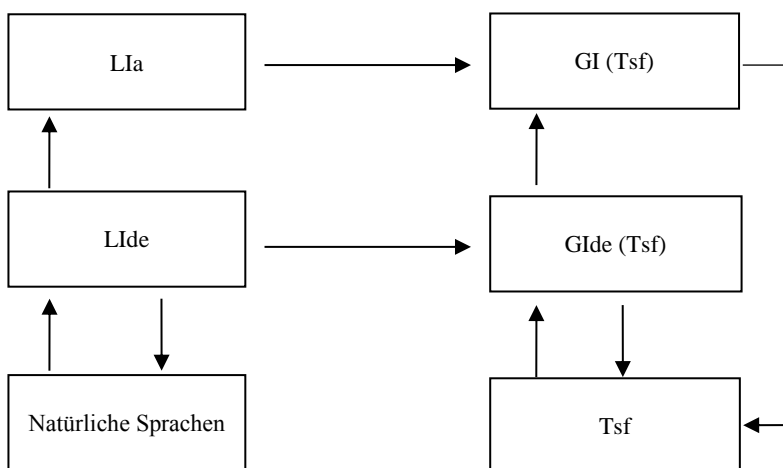 LIa
GI (Tsf)
LIde
GIde (Tsf)
Natürliche Sprachen
Tsf